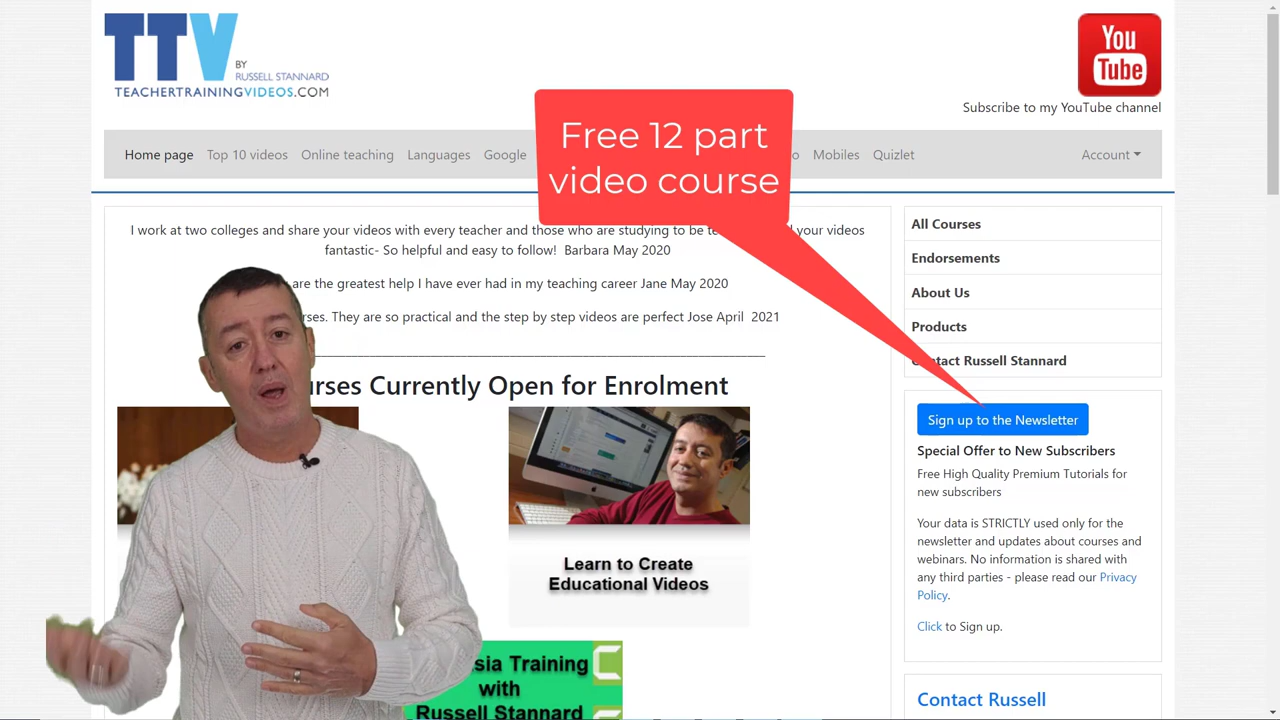 TTV
BY
RUSSELL STANNARD
TEACHERTRAININGVIDEOS.COM
You
Tube
Subscribe to my YouTube channel
Free 12 part
video course
Home page Top 10 videos Online teaching Languages Google Mobiles Quizlet Account
I work at two colleges and share your videos with every teacher and those who are studying to be your videos
fantastic- So helpful and easy to follow! Barbara May 2020
are the greatest help I have ever had in my teaching career Jane May 2020
They are so practical and the step by step videos are perfect Jose April 2021
Currently Open for Enrolment
Learn to Create
Educational Videos
Training
with
Russell Stannard
All Courses
Endorsements
About Us
Products
Contact Russell Stannard
Sign up to the Newsletter
Special Offer to New Subscribers
Free High Quality Premium Tutorials for
new subscribers
Your data is STRICTLY used only for the
newsletter and updates about courses and
webinars. No information is shared with
any third parties - please read our Privacy
Policy.
Click to Sign up.
Contact Russell